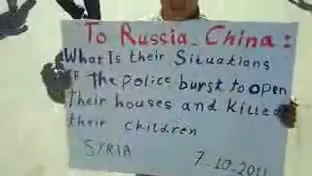 To Russia - China :
What Is their Situations
IF the police burst to open
their houses and Killed
their children
SYRIA
7-10-2011